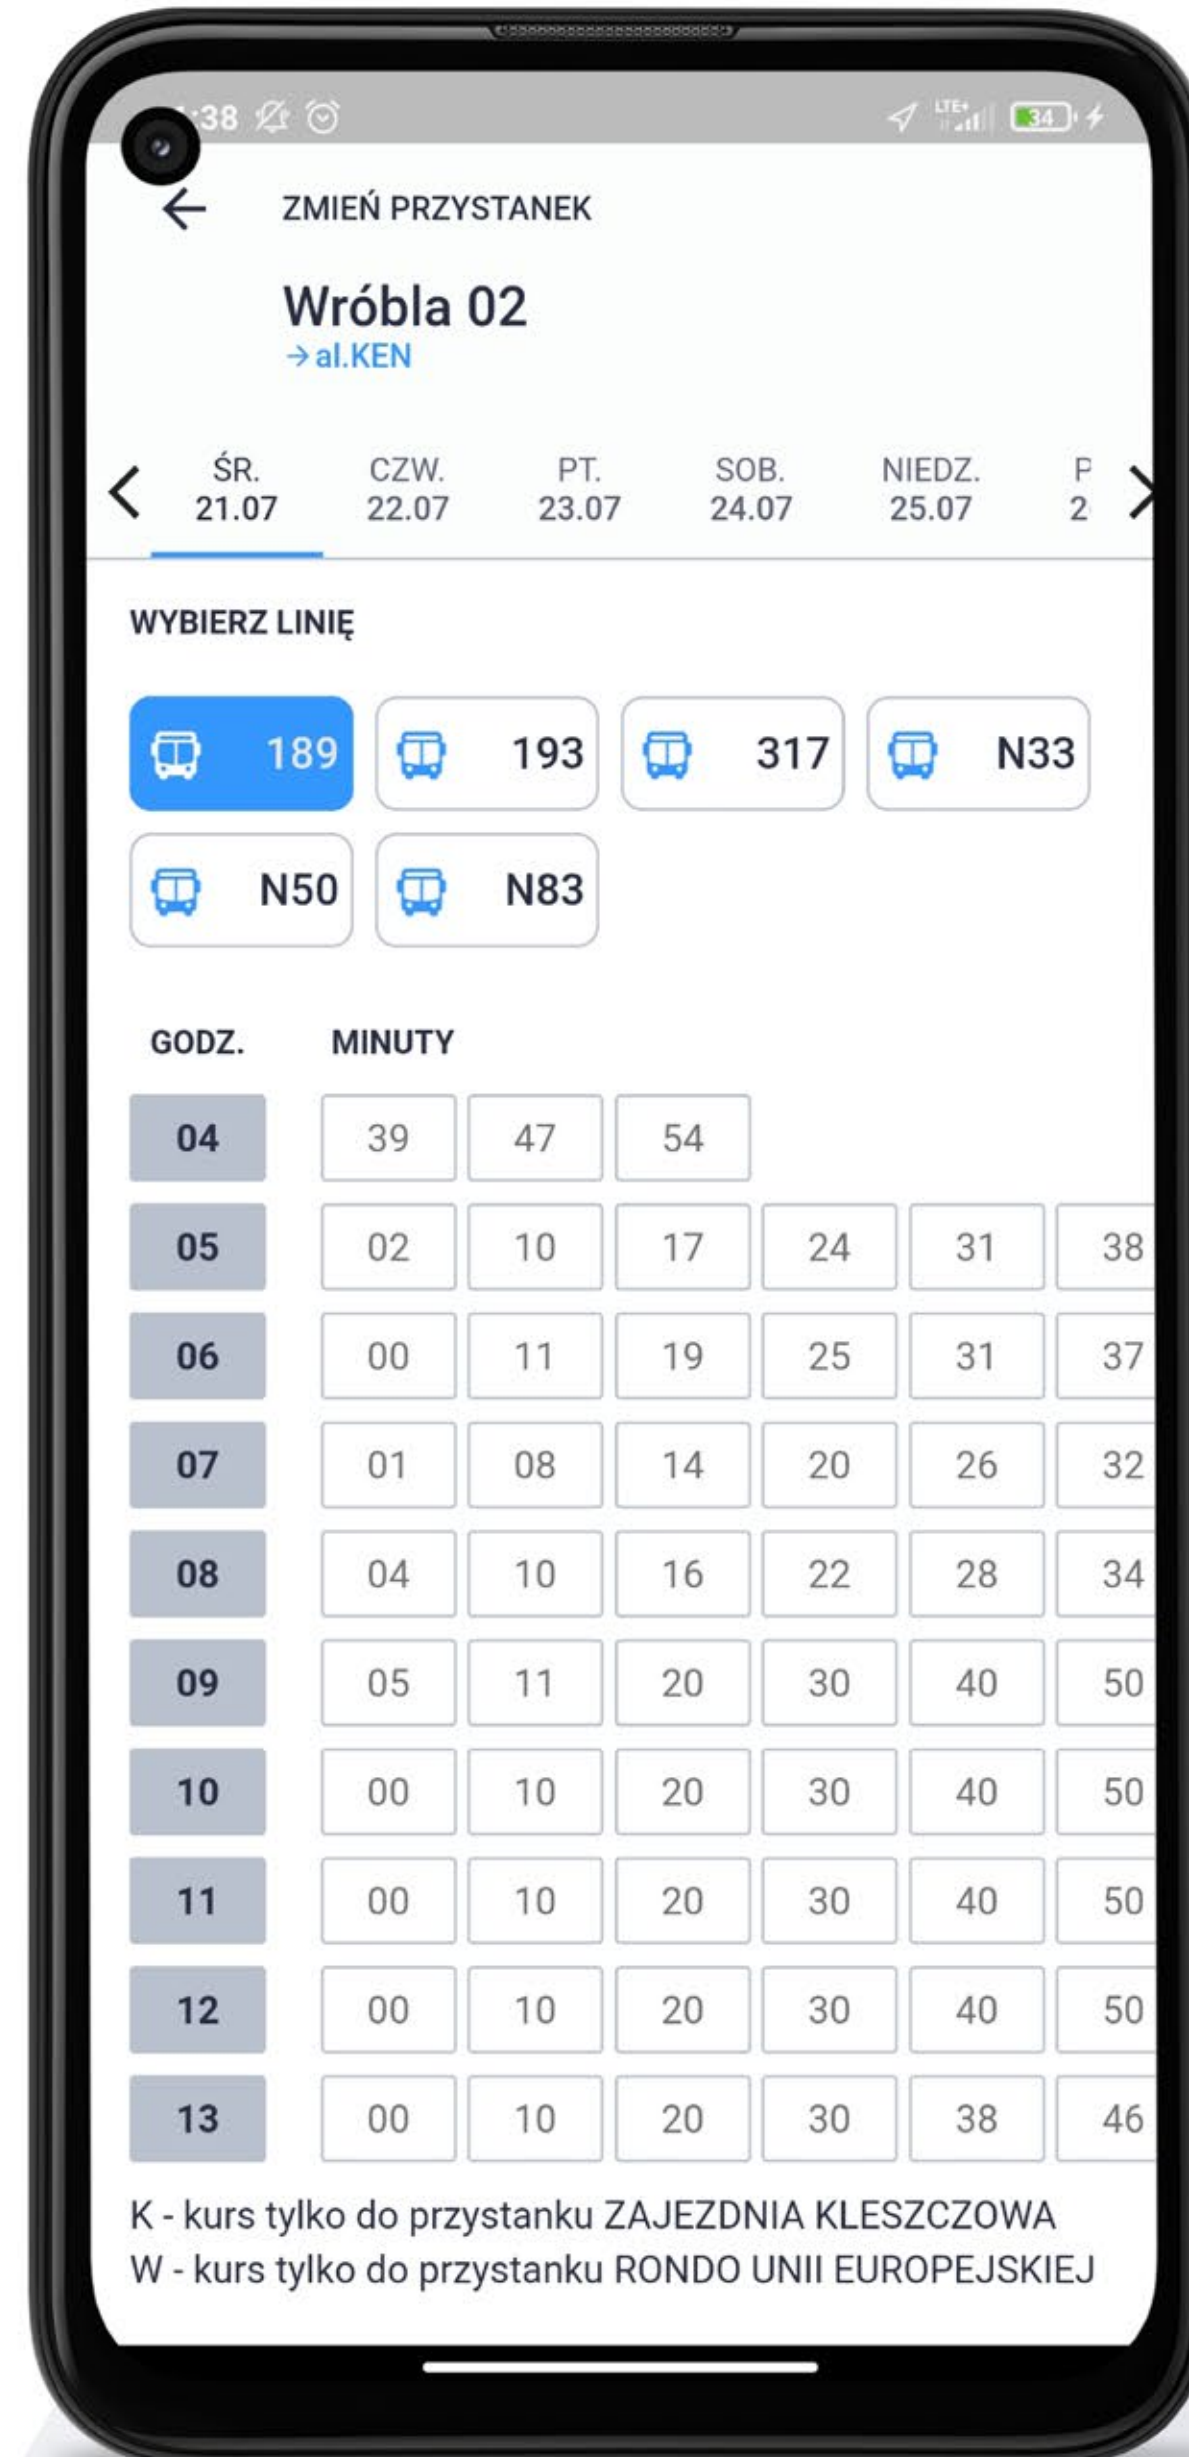 :38 LTE+ 34
ZMIEŃ PRZYSTANEK
Wróbla 02
→ al.KEN
ŚR. CZW. PT. SOB. NIEDZ. P
21.07 22.07 23.07 24.07 25.07 2
WYBIERZ LINIĘ
189 193 317 N33
N50 N83
GODZ. MINUTY
04 39 47 54
05 02 10 17 24 31 38
06 00 11 19 25 31 37
07 01 08 14 20 26 32
08 04 10 16 22 28 34
09 05 11 20 30 40 50
10 00 10 20 30 40 50
11 00 10 20 30 40 50
12 00 10 20 30 40 50
13 00 10 20 30 38 46
K - kurs tylko do przystanku ZAJEZDNIA KLESZCZOWA
W - kurs tylko do przystanku RONDO UNII EUROPEJSKIEJ